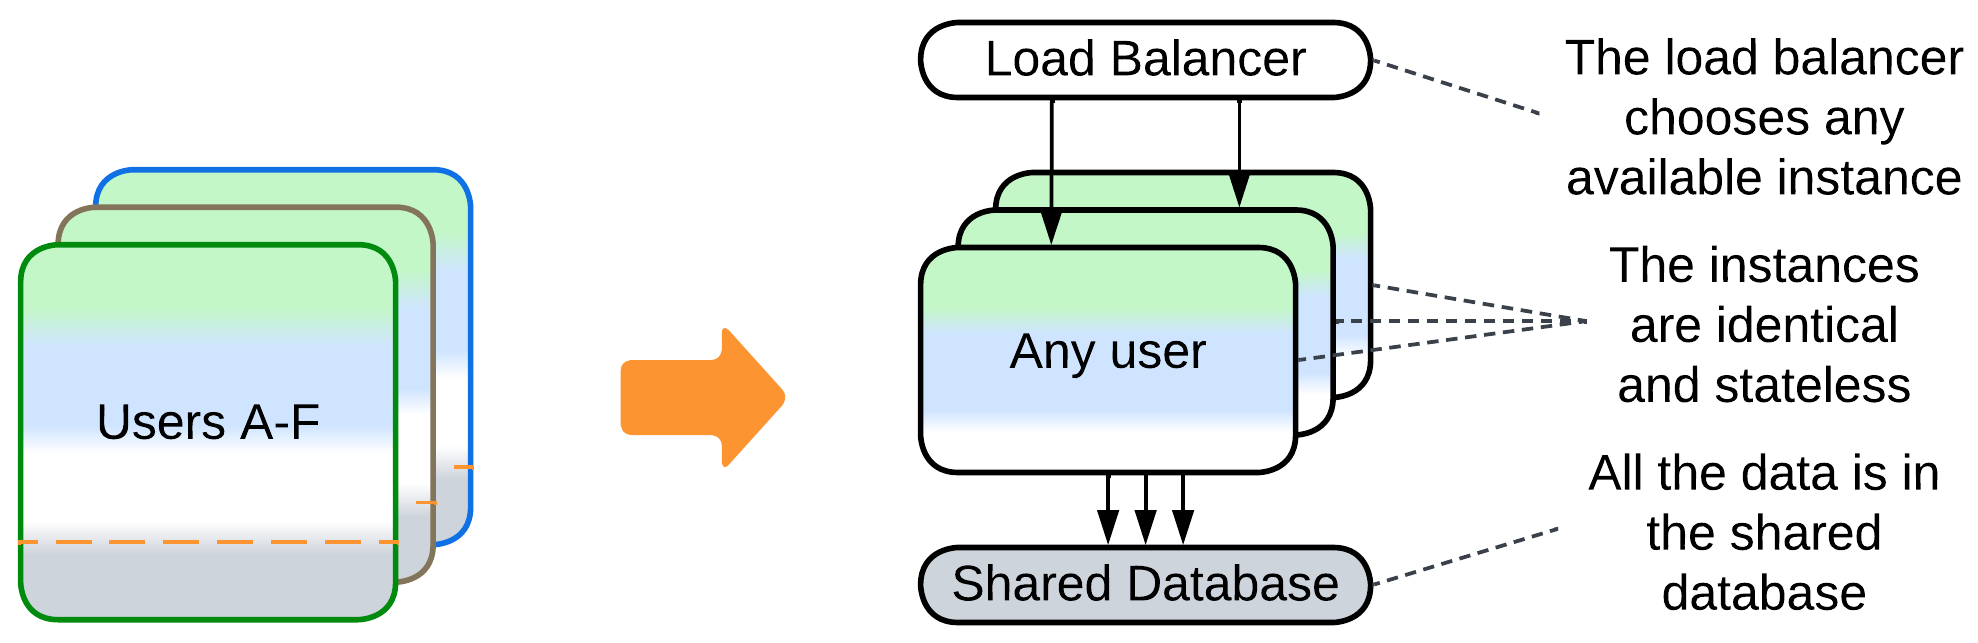 Load Balancer
The load balancer
chooses any
available instance
The instances
are identical
and stateless
Any user
Users A-F
All the data is in
the shared
database
Shared Database